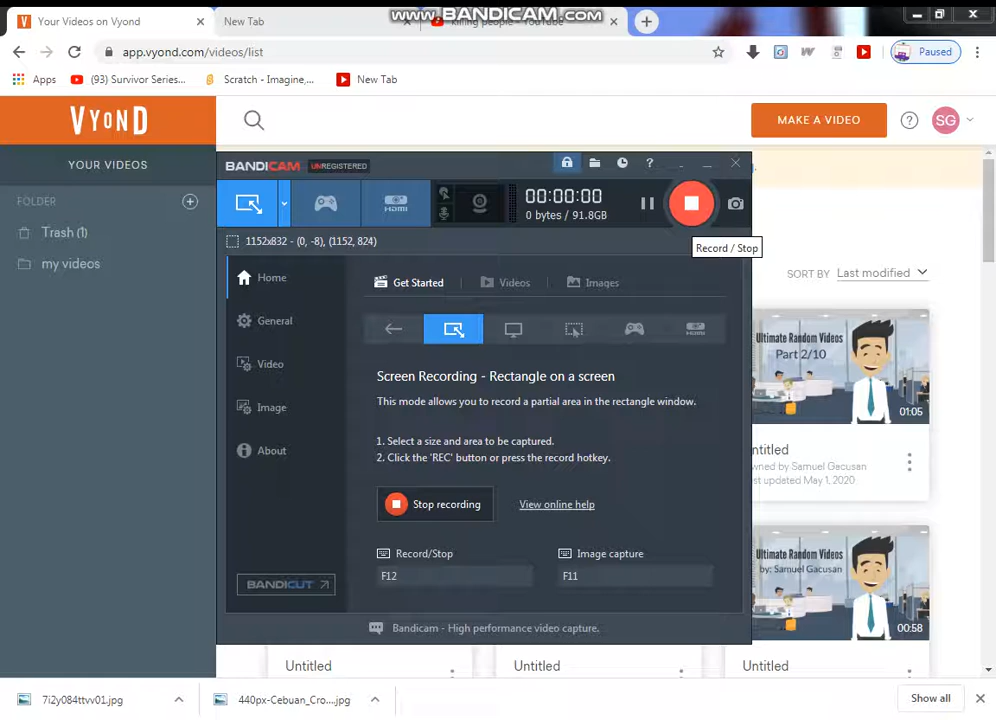 www.BANDICAM.com
Your Videos on Vyond
New Tab
killing people - YouTube
app.vyond.com/videos/list
Paused
Apps
(93) Survivor Series...
Scratch - Imagine,...
New Tab
VYOND
MAKE A VIDEO
SG
YOUR VIDEOS
FOLDER
Trash (1)
my videos
BANDICAM UNREGISTERED
HDMI
00:00:00
0 bytes / 91.8GB
Record / Stop
1152x832 - (0, -8), (1152, 824)
Home
General
Video
Image
About
BANDICUT
Get Started
Videos
Images
HDMI
Screen Recording - Rectangle on a screen
This mode allows you to record a partial area in the rectangle window.
1. Select a size and area to be captured.
2. Click the 'REC' button or press the record hotkey.
Stop recording
View online help
Record/Stop
Image capture
F12
F11
Bandicam - High performance video capture.
SORT BY Last modified
Ultimate Random Videos
Part 2/10
01:05
ntitled
wned by Samuel Gacusan
ast updated May 1, 2020
Ultimate Random Videos
by: Samuel Gacusan
00:58
Untitled
Untitled
Untitled
7i2y084ttvv01.jpg
440px-Cebuan_Cro....jpg
Show all